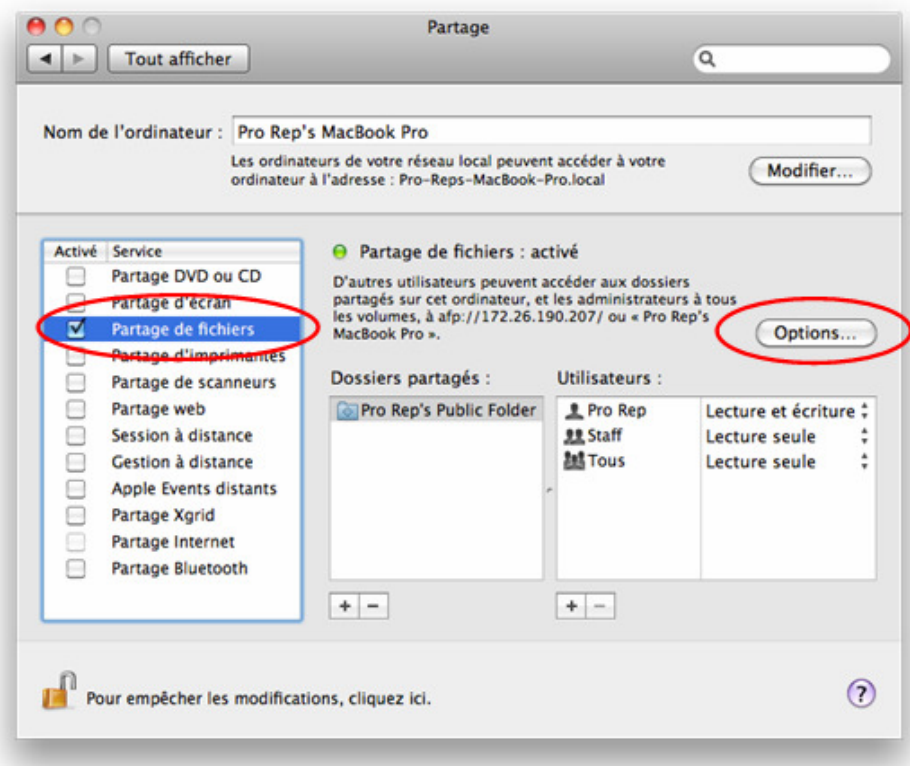 Partage
Tout afficher
Nom de l'ordinateur : Pro Rep's MacBook Pro
Les ordinateurs de votre réseau local peuvent accéder à votre
ordinateur à l'adresse : Pro-Reps-MacBook-Pro.local
Modifier...
Activé Service
Partage DVD ou CD
Partage d'écran
Partage de fichiers
Partage d'imprimantes
Partage de scanneurs
Partage web
Session à distance
Gestion à distance
Apple Events distants
Partage Xgrid
Partage Internet
Partage Bluetooth
Partage de fichiers : activé
D'autres utilisateurs peuvent accéder aux dossiers
partagés sur cet ordinateur, et les administrateurs à tous
les volumes, à afp://172.26.190.207/ ou « Pro Rep's
MacBook Pro ».
Options...
Dossiers partagés :
Pro Rep's Public Folder
Utilisateurs :
Pro Rep Lecture et écriture
Staff Lecture seule
Tous Lecture seule
Pour empêcher les modifications, cliquez ici.
?